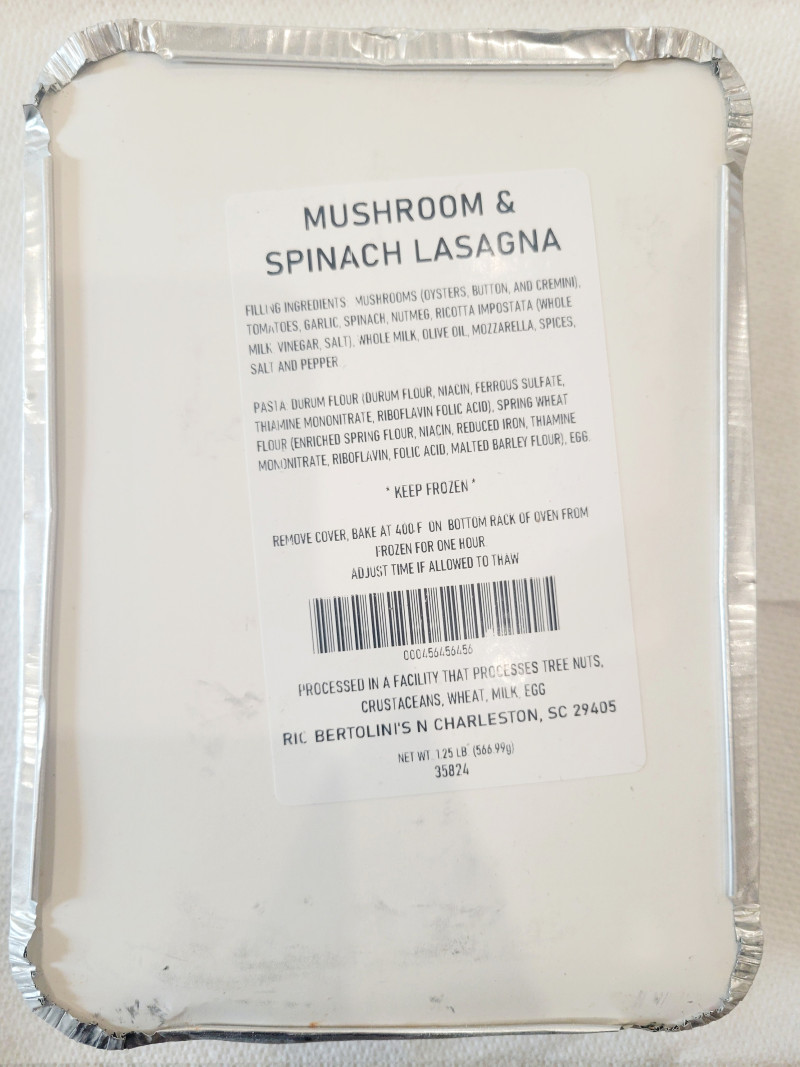 MUSHROOM &
SPINACH LASAGNA
FILLING INGREDIENTS MUSHROOMS (OYSTERS, BUTTON, AND CREMINI),
TOMATOES, GARLIC, SPINACH, NUTMEG, RICOTTA IMPOSTATA (WHOLE
MILK VINEGAR, SALT), WHOLE MILK, OLIVE OIL, MOZZARELLA, SPICES,
SALT AND PEPPER
PASTA: DURUM FLOUR (DURUM FLOUR, NIACIN, FERROUS SULFATE,
THIAMINE MONONITRATE, RIBOFLAVIN FOLIC ACID), SPRING WHEAT
FLOUR (ENRICHED SPRING FLOUR, NIACIN, REDUCED IRON, THIAMINE
MONONITRATE, RIBOFLAVIN, FOLIC ACID, MALTED BARLEY FLOUR), EGG.
* KEEP FROZEN *
REMOVE COVER, BAKE AT 400 F ON BOTTOM RACK OF OVEN FROM
FROZEN FOR ONE HOUR
ADJUST TIME IF ALLOWED TO THAW
000456456456
PROCESSED IN A FACILITY THAT PROCESSES TREE NUTS,
CRUSTACEANS, WHEAT, MILK, EGG
RIO BERTOLINI'S N CHARLESTON, SC 29405
NET WT. 1.25 LB (566.99g)
35824